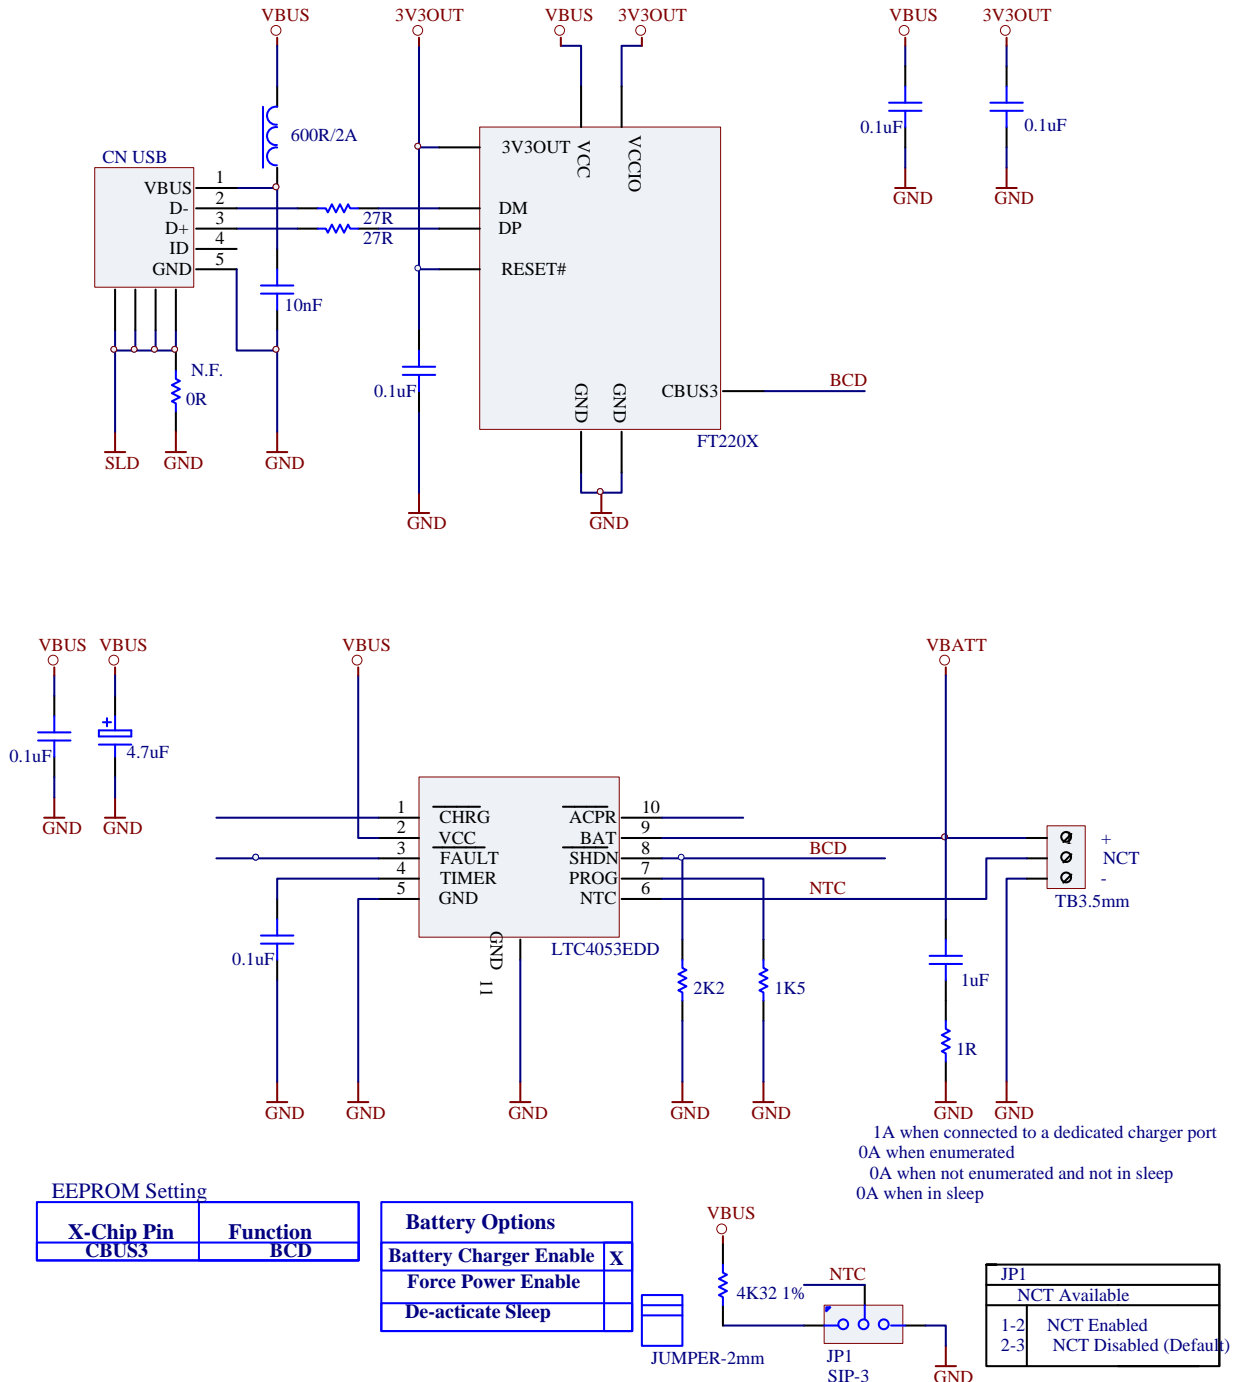 VBUS 3V3OUT VBUS 3V3OUT VBUS 3V3OUT
600R/2A
0.1uF 0.1uF
GND GND
CN USB
VBUS 1
D- 2
D+ 3
ID 4
GND 5
27R
27R
10nF
N.F.
0R
SLD GND GND
0.1uF
GND
3V3OUT VCC VCCIO
DM
DP
RESET#
GND GND
CBUS3 BCD
FT220X
GND
VBUS VBUS VBUS VBATT
0.1uF 4.7uF
GND GND
1 CHRG ACPR 10
2 VCC BAT 9
3 FAULT SHDN 8 BCD
4 TIMER PROG 7
5 GND NTC 6 NTC
GND 11
LTC4053EDD
+
NCT
-
TB3.5mm
0.1uF 2K2 1K5 1uF
1R
GND GND GND GND GND GND GND
1A when connected to a dedicated charger port
0A when enumerated
0A when not enumerated and not in sleep
0A when in sleep
EEPROM Setting
X-Chip Pin Function
CBUS3 BCD
Battery Options
Battery Charger Enable X
Force Power Enable
De-acticate Sleep
JUMPER-2mm
VBUS
4K32 1%
NTC
JP1
SIP-3
GND
JP1
NCT Available
1-2 NCT Enabled
2-3 NCT Disabled (Default)